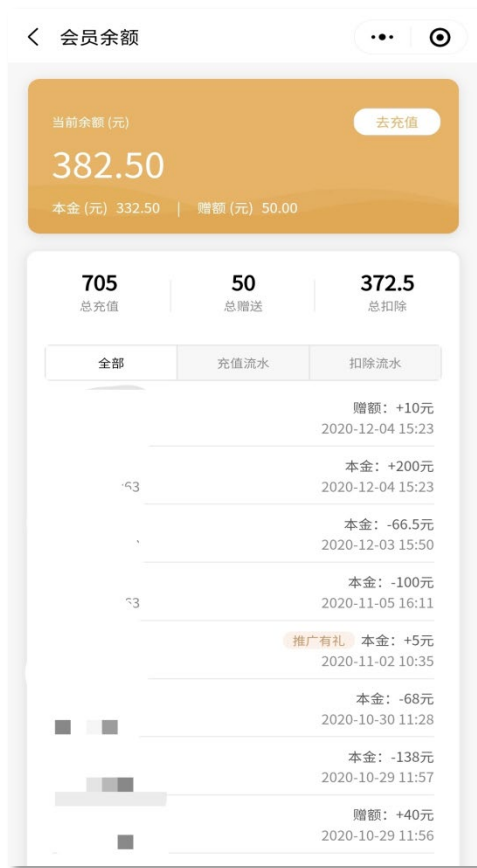 会员余额
当前余额 (元)
去充值
382.50
本金 (元) 332.50 | 赠额 (元) 50.00
705
50
372.5
总充值
总赠送
总扣除
全部
充值流水
扣除流水
赠额：+10元
2020-12-04 15:23
本金：+200元
53
2020-12-04 15:23
本金：-66.5元
2020-12-03 15:50
本金：-100元
63
2020-11-05 16:11
推广有礼 本金：+5元
2020-11-02 10:35
本金：-68元
2020-10-30 11:28
本金：-138元
2020-10-29 11:57
赠额：+40元
2020-10-29 11:56